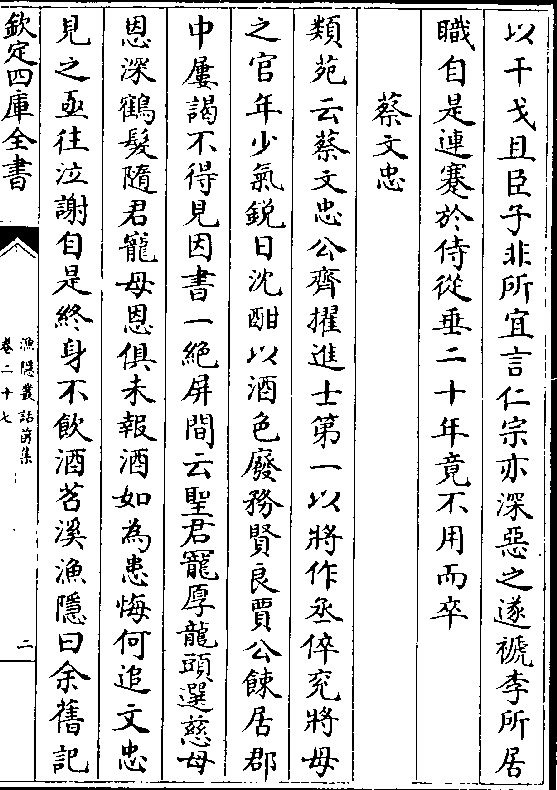 以干戈且臣子非所宜言仁宗亦深惡之遂褫李所居
職自是連蹇於侍從垂二十年竟不用而卒
蔡文忠
類苑云蔡文忠公齊擢進士第一以將作丞倅兖將母
之官年少氣銳日沈酣以酒色廢務賢良賈公餗居郡
中屢謁不得見因書一絶屏間云聖君寵厚龍頭選慈母
恩深鶴髮隨君寵母恩俱未報酒如為患悔何追文忠
見之亟往泣謝自是終身不飲酒苕溪漁隱曰余舊記
欽定四庫全書
漁隱叢話前集
卷二十七
二